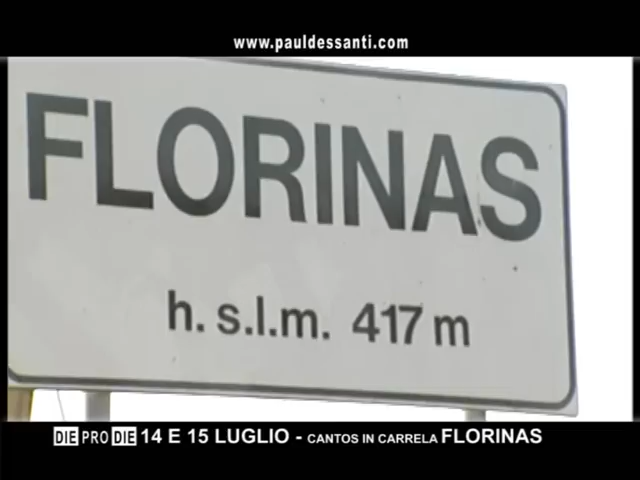 www.pauldessanti.com
FLORINAS
h. s.l.m. 417 m
DIE PRO DIE 14 E 15 LUGLIO - CANTOS IN CARRELA FLORINAS